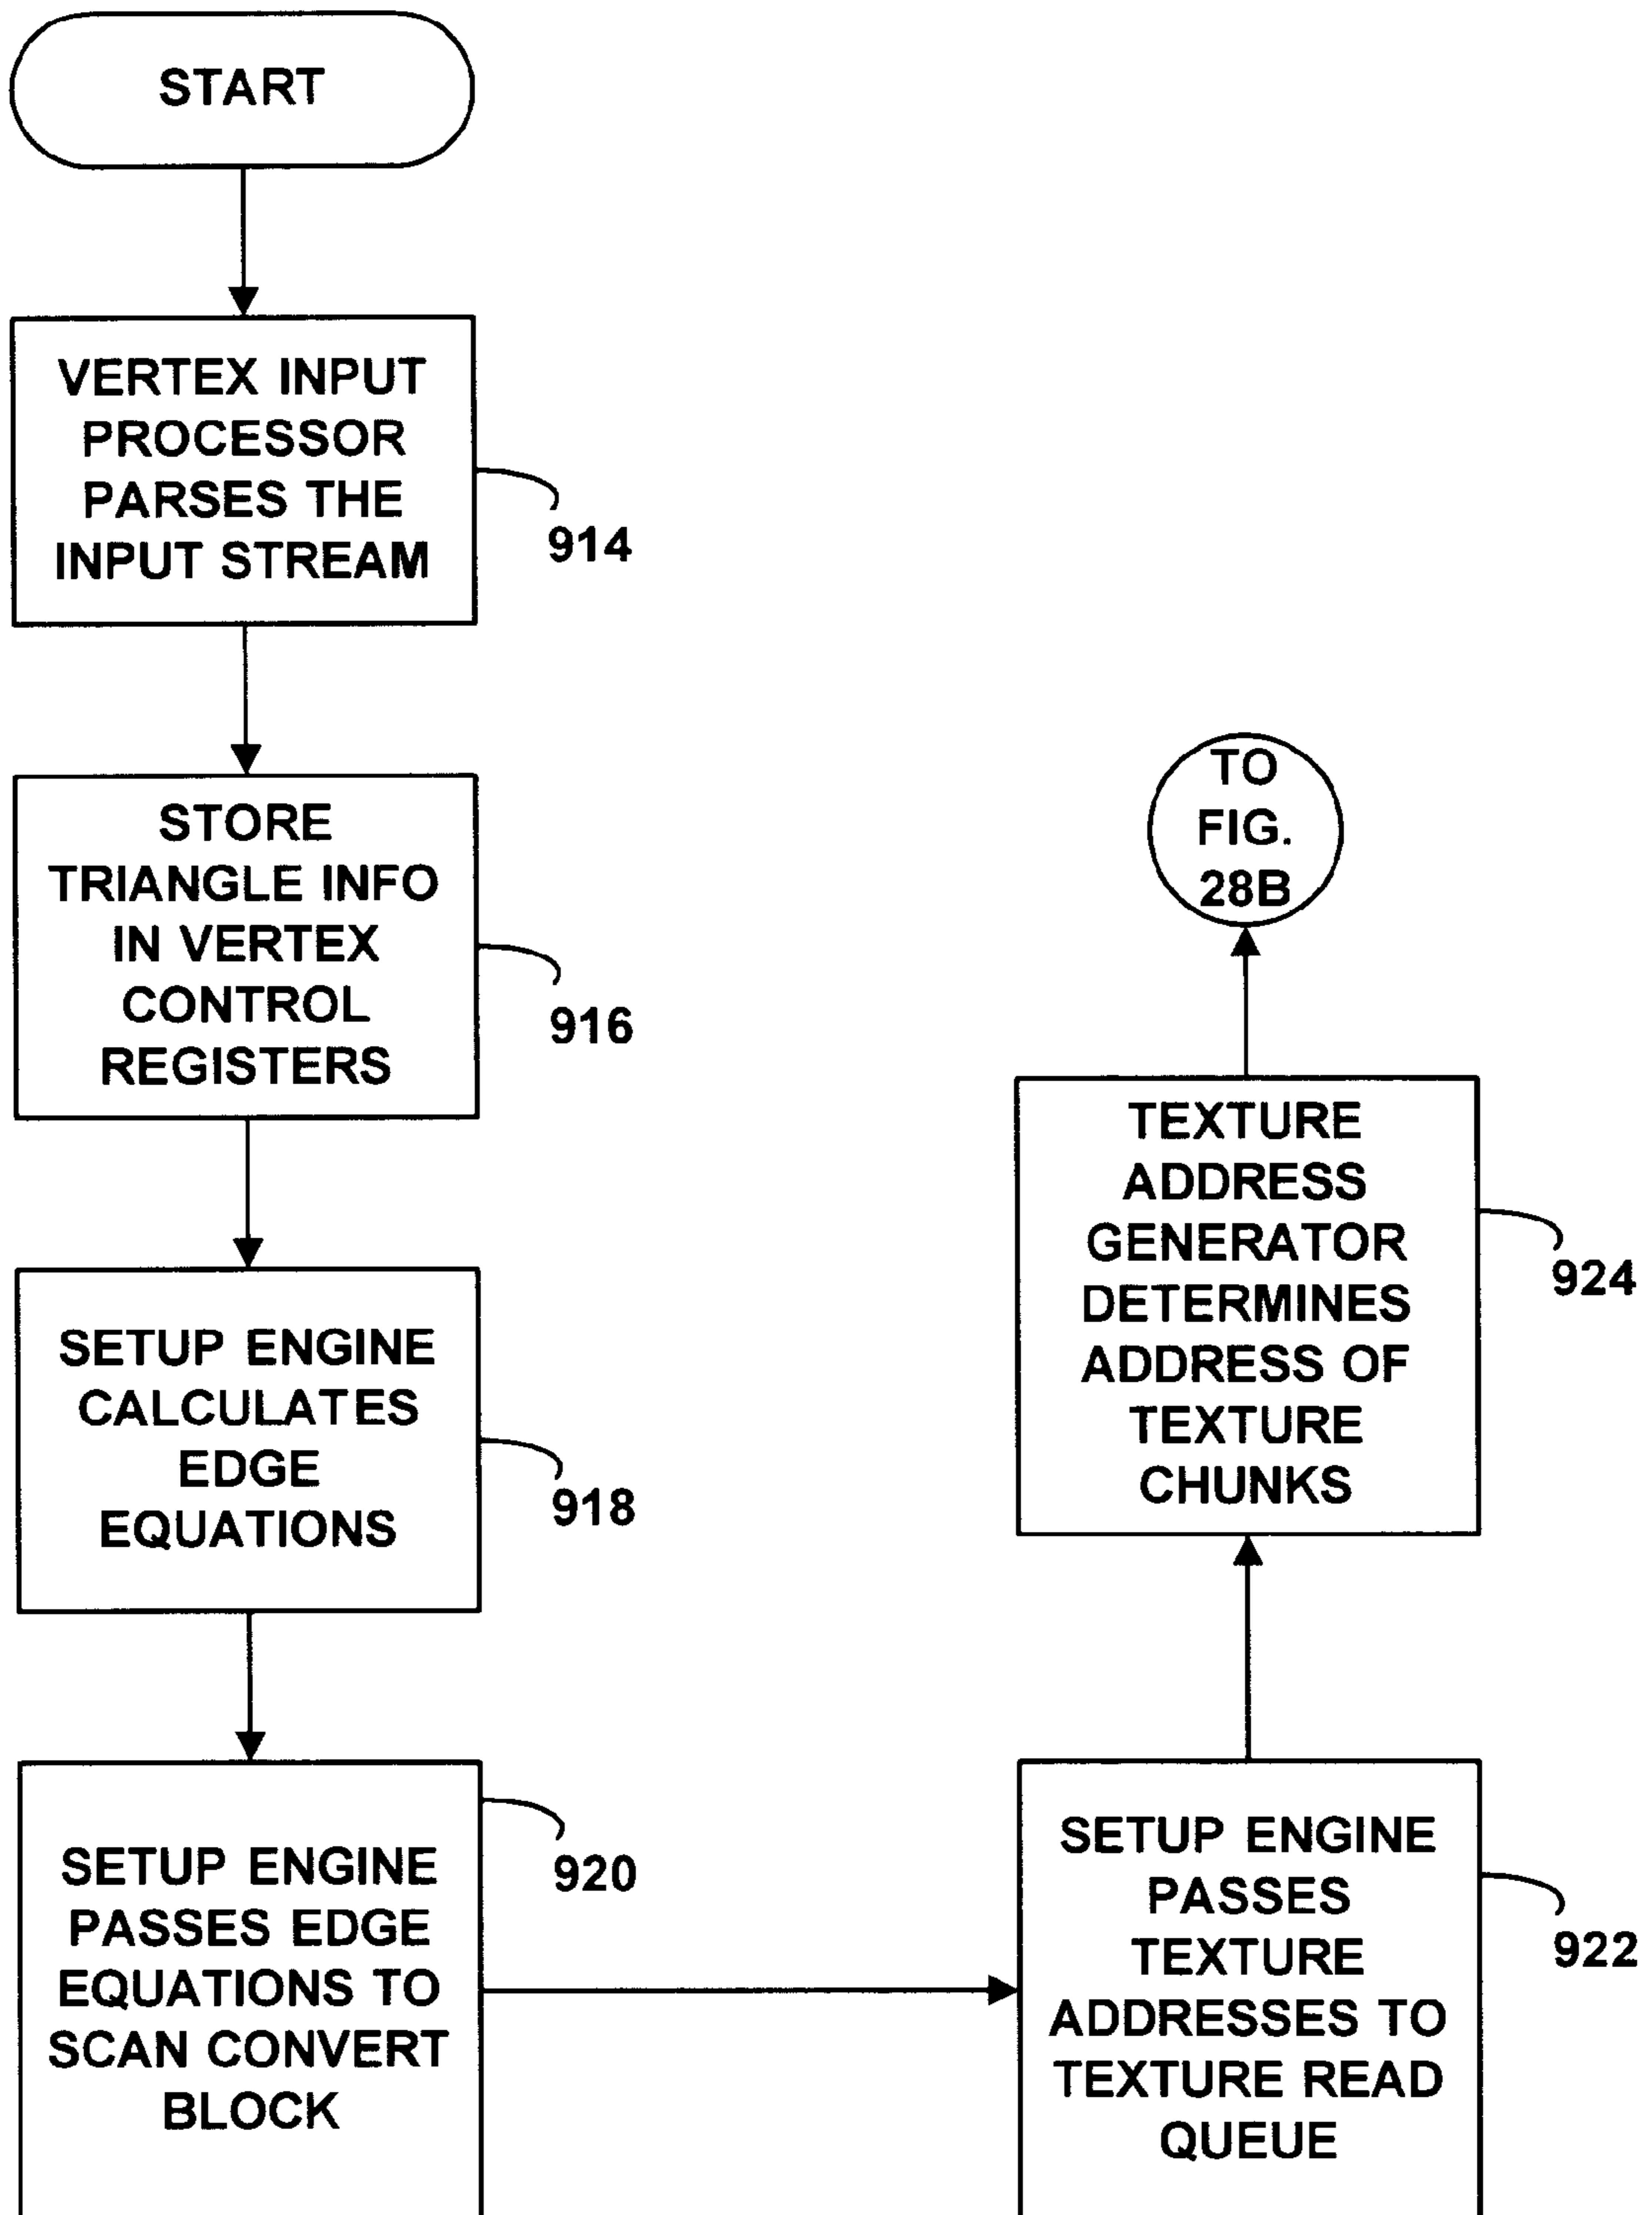 START
VERTEX INPUT
PROCESSOR
PARSES THE
INPUT STREAM
914
STORE
TRIANGLE INFO
IN VERTEX
CONTROL
REGISTERS
916
SETUP ENGINE
CALCULATES
EDGE
EQUATIONS
918
SETUP ENGINE
PASSES EDGE
EQUATIONS TO
SCAN CONVERT
BLOCK
920
SETUP ENGINE
PASSES
TEXTURE
ADDRESSES TO
TEXTURE READ
QUEUE
922
TEXTURE
ADDRESS
GENERATOR
DETERMINES
ADDRESS OF
TEXTURE
CHUNKS
924
TO
FIG.
28B